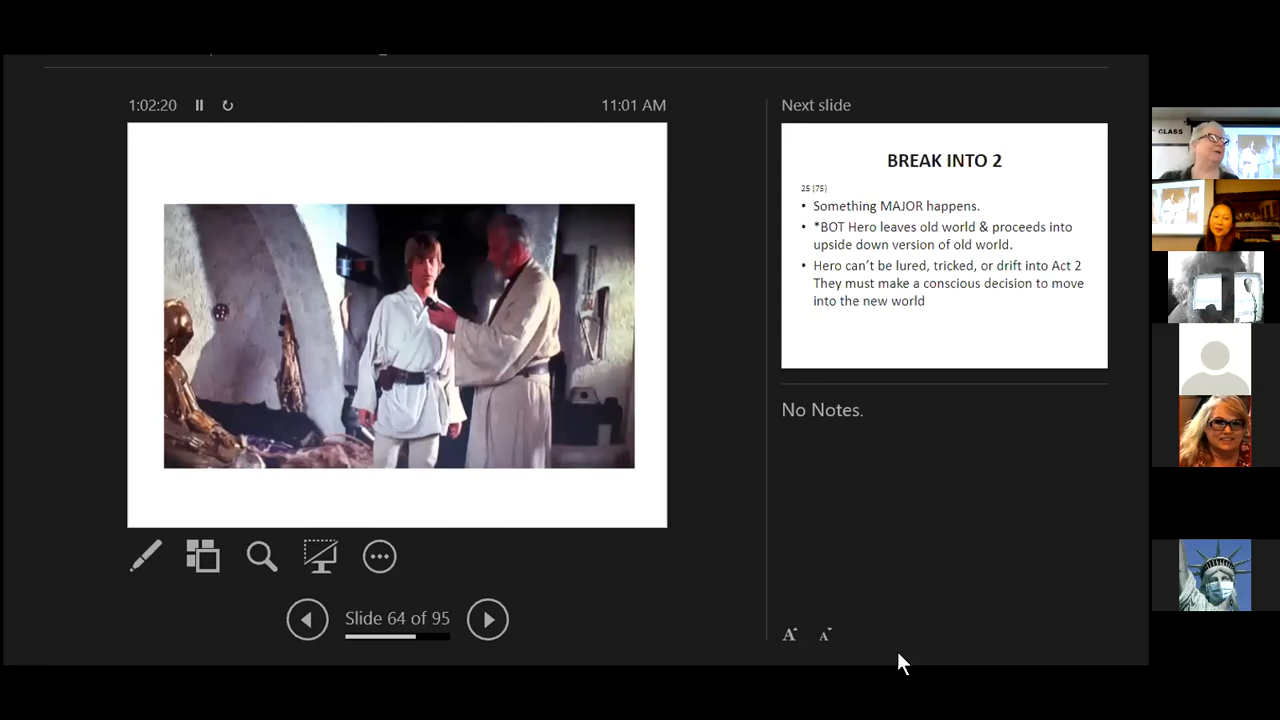 1:02:20
11:01 AM
Next slide
BREAK INTO 2
25 (75)
• Something MAJOR happens.
• *BOT Hero leaves old world & proceeds into
upside down version of old world.
• Hero can't be lured, tricked, or drift into Act 2
They must make a conscious decision to move
into the new world
No Notes.
Slide 64 of 95
A A
CLASS